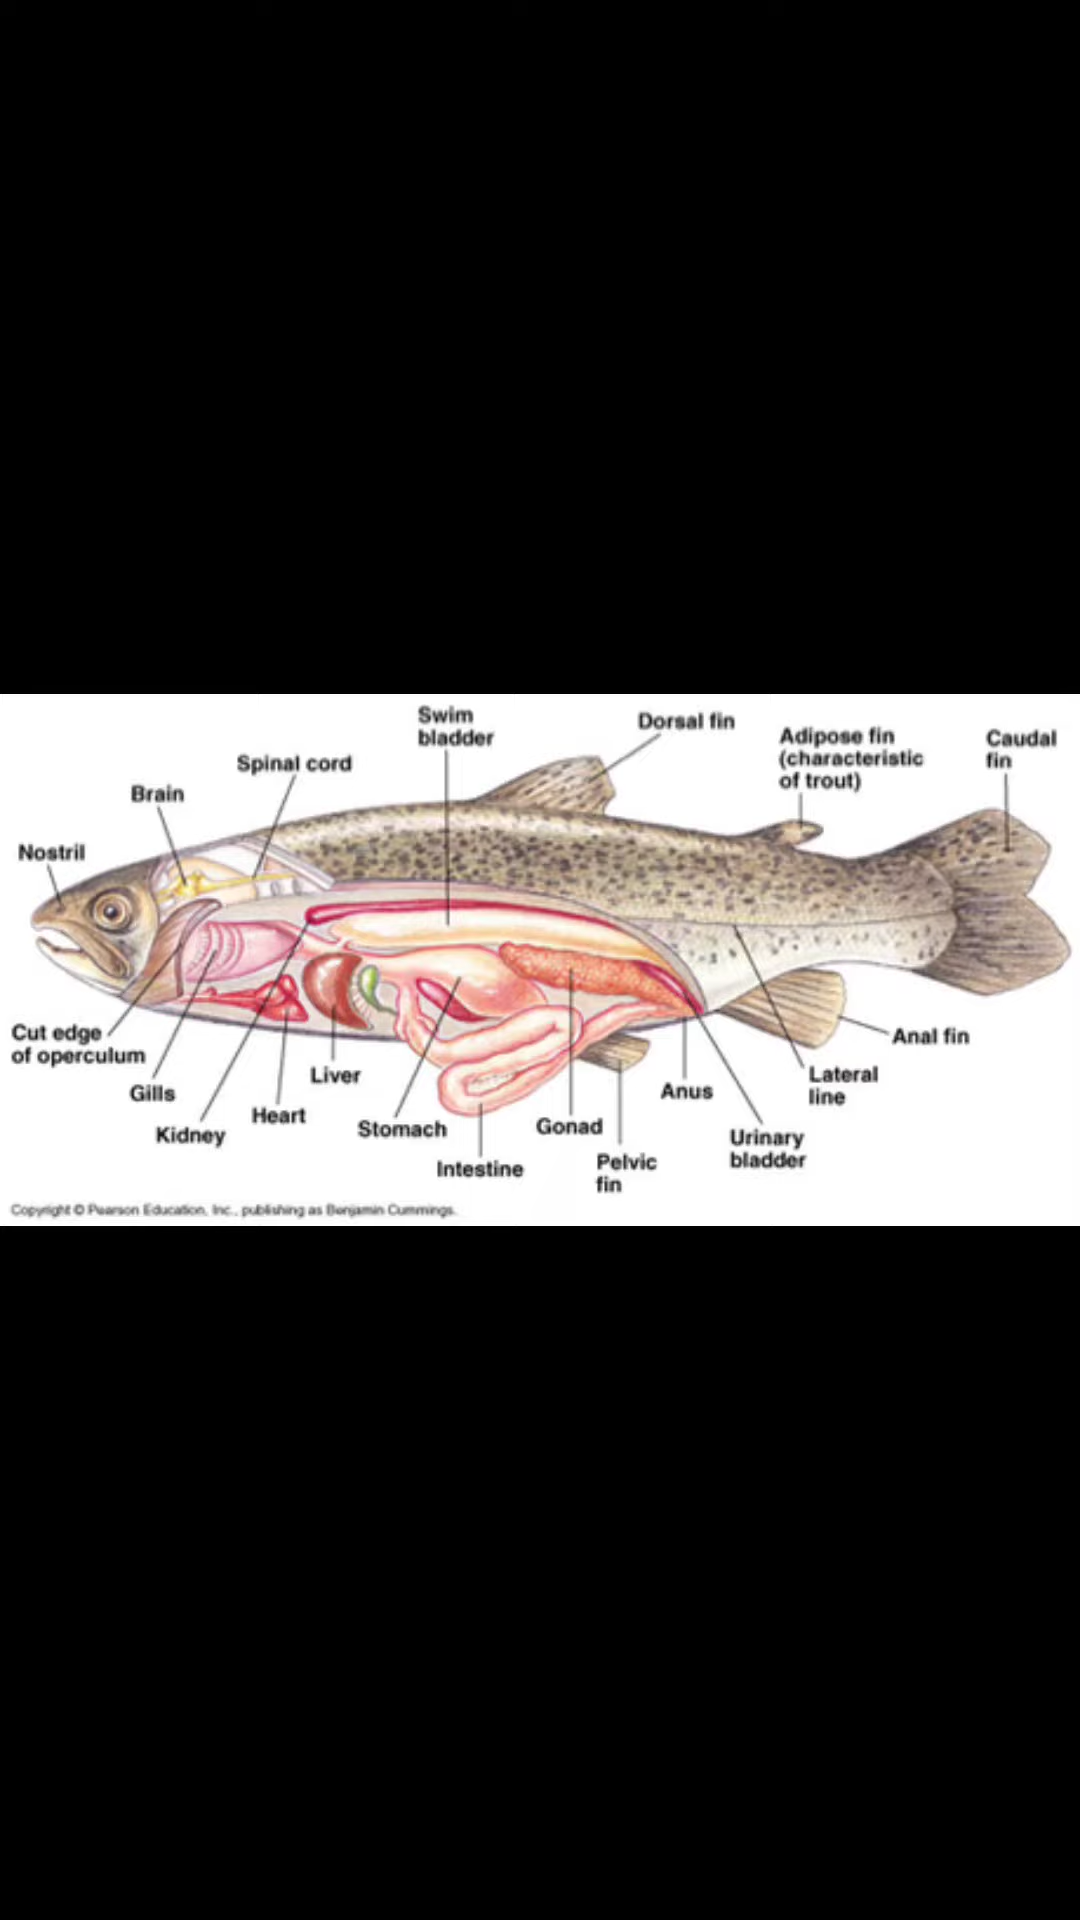 Swim
bladder
Dorsal fin
Adipose fin
(characteristic
of trout)
Caudal
fin
Spinal cord
Brain
Nostril
Cut edge
of operculum
Gills
Kidney
Heart
Liver
Stomach
Intestine
Gonad
Pelvic
fin
Anus
Urinary
bladder
Lateral
line
Anal fin
Copyright © Pearson Education, Inc., publishing as Benjamin Cummings.